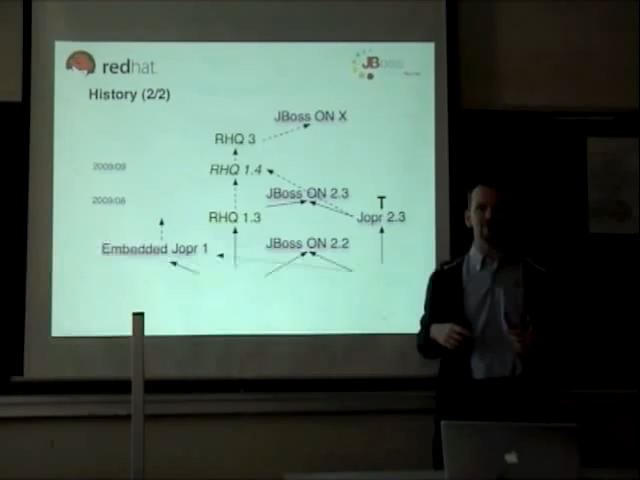 redhat.
JBoss
History (2/2)
JBoss ON X
RHQ 3
2009/09
RHQ 1.4
2009/08
JBoss ON 2.3
RHQ 1.3
Jopr 2.3
Embedded Jopr 1
JBoss ON 2.2